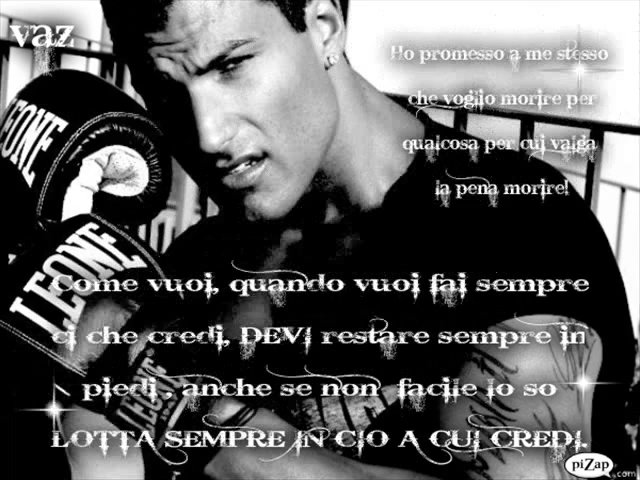 vaz
Ho promesso a me stesso
che voglio morire per
qualcosa per cui valga
la pena morire!
LEONE
LEONE
Come vuoi, quando vuoi fai sempre
ci che credi, DEVI restare sempre in
piedi , anche se non facile lo so
LOTTA SEMPRE IN CIO A CUI CREDI.
piZap
.com